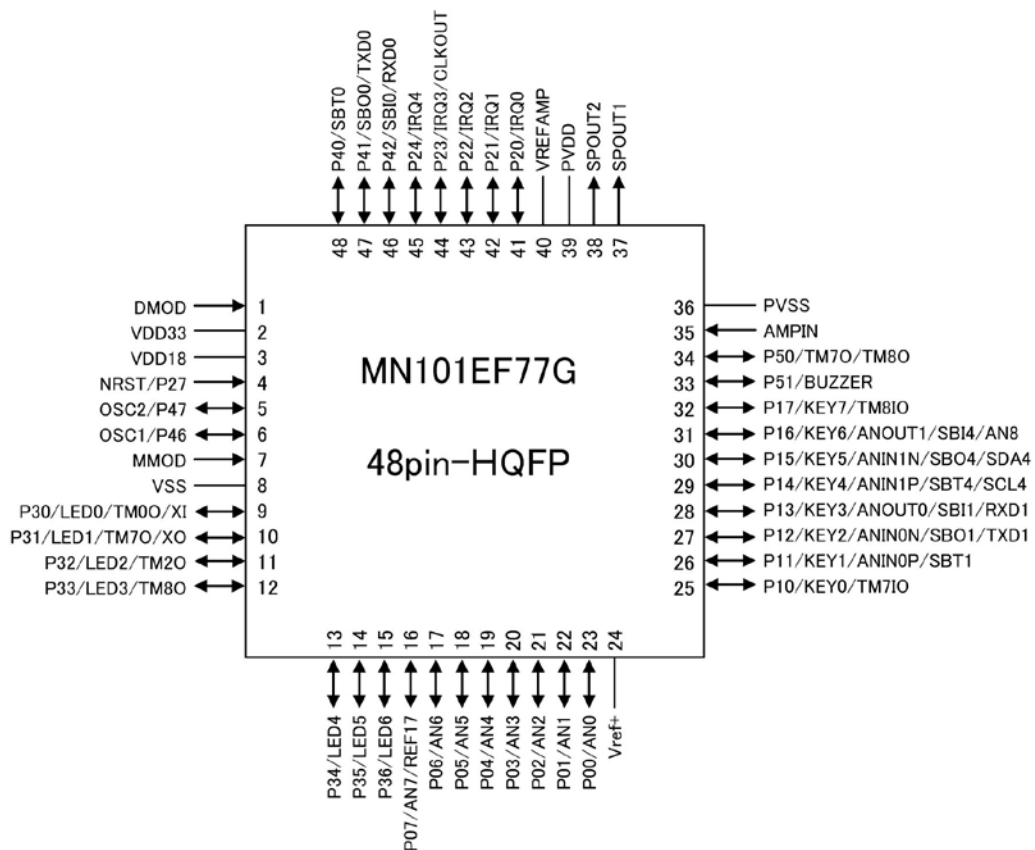 P40/SBT0
P41/SBO0/TXD0
P42/SBI0/RXD0
P24/IRQ4
P23/IRQ3/CLKOUT
P22/IRQ2
P21/IRQ1
P20/IRQ0
VREFAMP
PVDD
SPOUT2
SPOUT1
48 47 46 45 44 43 42 41 40 39 38 37
DMOD 1
VDD33 2
VDD18 3
NRST/P27 4
OSC2/P47 5
OSC1/P46 6
MMOD 7
VSS 8
P30/LED0/TM0O/XI 9
P31/LED1/TM7O/XO 10
P32/LED2/TM2O 11
P33/LED3/TM8O 12
MN101EF77G
48pin-HQFP
36 PVSS
35 AMPIN
34 P50/TM7O/TM8O
33 P51/BUZZER
32 P17/KEY7/TM8IO
31 P16/KEY6/ANOUT1/SBI4/AN8
30 P15/KEY5/ANIN1N/SBO4/SDA4
29 P14/KEY4/ANIN1P/SBT4/SCL4
28 P13/KEY3/ANOUT0/SBI1/RXD1
27 P12/KEY2/ANIN0N/SBO1/TXD1
26 P11/KEY1/ANIN0P/SBT1
25 P10/KEY0/TM7IO
13 14 15 16 17 18 19 20 21 22 23 24
P34/LED4
P35/LED5
P36/LED6
P07/AN7/REF17
P06/AN6
P05/AN5
P04/AN4
P03/AN3
P02/AN2
P01/AN1
P00/AN0
Vref+